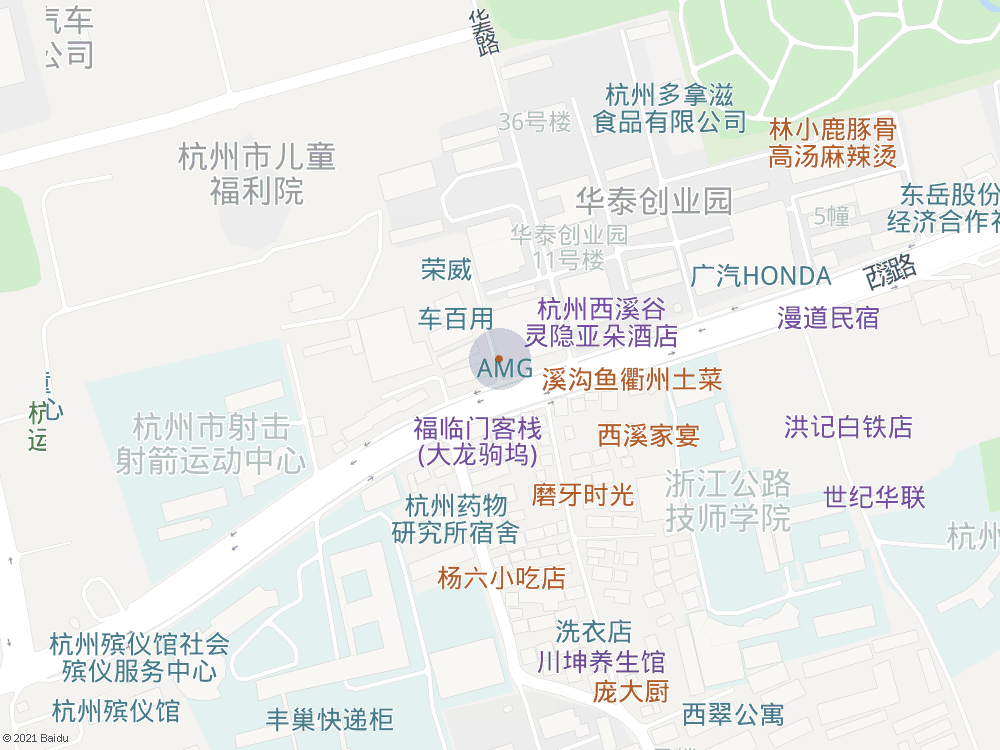 汽车
公司
华泰路
36号楼
杭州多拿滋
食品有限公司
林小鹿豚骨
高汤麻辣烫
杭州市儿童
福利院
华泰创业园
5幢
东岳股份
经济合作社
华泰创业园
11号楼
荣威
广汽HONDA
西溪路
车百用
杭州西溪谷
灵隐亚朵酒店
漫道民宿
AMG
溪沟鱼衢州土菜
童
心
杭
运
杭州市射击
射箭运动中心
福临门客栈
(大龙驹坞)
西溪家宴
洪记白铁店
浙江公路
技师学院
世纪华联
磨牙时光
杭州药物
研究所宿舍
杭州
杨六小吃店
洗衣店
杭州殡仪馆社会
殡仪服务中心
川坤养生馆
庞大厨
杭州殡仪馆
丰巢快递柜
西翠公寓
© 2021 Baidu